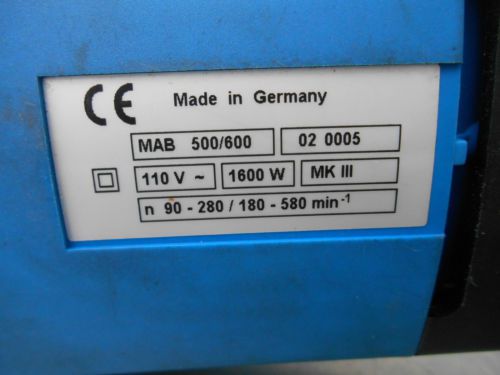 CE Made in Germany
MAB 500/600 02 0005
110 V ~ 1600 W MK III
n 90 - 280 / 180 - 580 min⁻¹